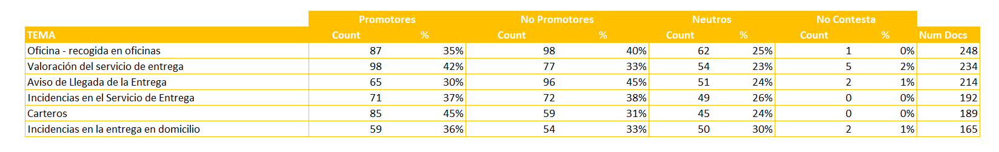 Promotores No Promotores Neutros No Contesta
TEMA Count % Count % Count % Count % Num Docs
Oficina - recogida en oficinas 87 35% 98 40% 62 25% 1 0% 248
Valoración del servicio de entrega 98 42% 77 33% 54 23% 5 2% 234
Aviso de Llegada de la Entrega 65 30% 96 45% 51 24% 2 1% 214
Incidencias en el Servicio de Entrega 71 37% 72 38% 49 26% 0 0% 192
Carteros 85 45% 59 31% 45 24% 0 0% 189
Incidencias en la entrega en domicilio 59 36% 54 33% 50 30% 2 1% 165